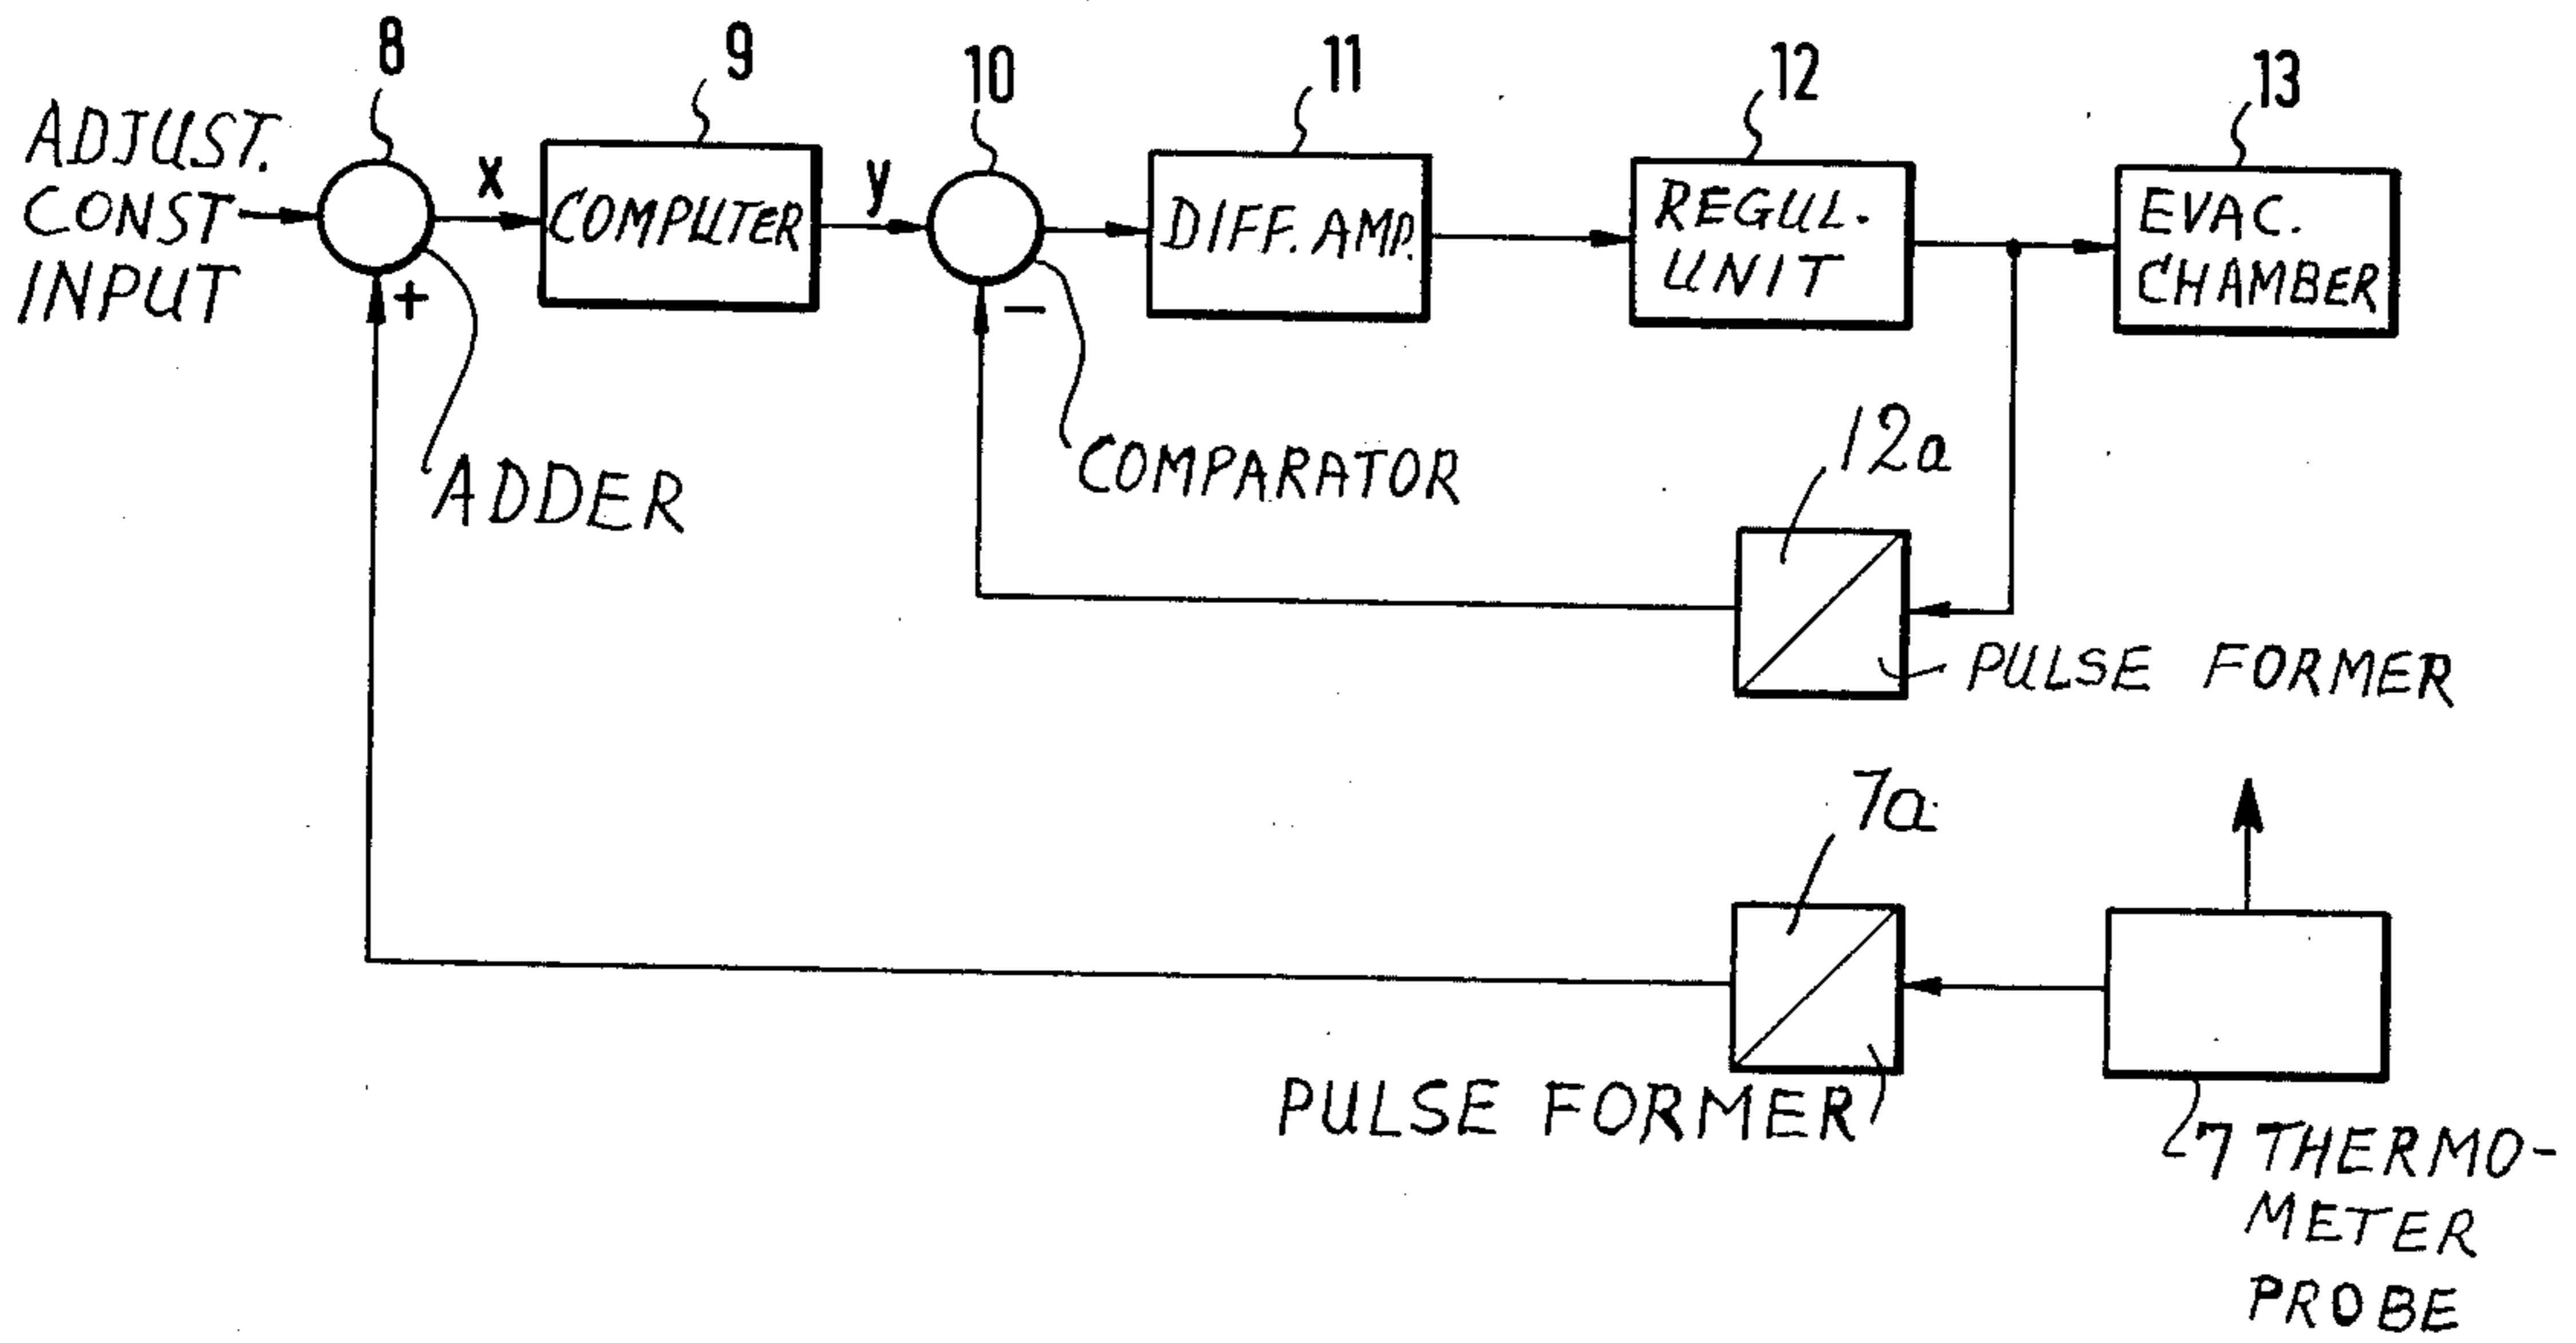 8
9
10
11
12
13
ADJUST.
CONST
INPUT
x
COMPUTER
y
DIFF. AMP.
REGUL.
UNIT
EVAC.
CHAMBER
+
−
ADDER
COMPARATOR
12a
PULSE FORMER
7a
PULSE FORMER
7 THERMO-
METER
PROBE